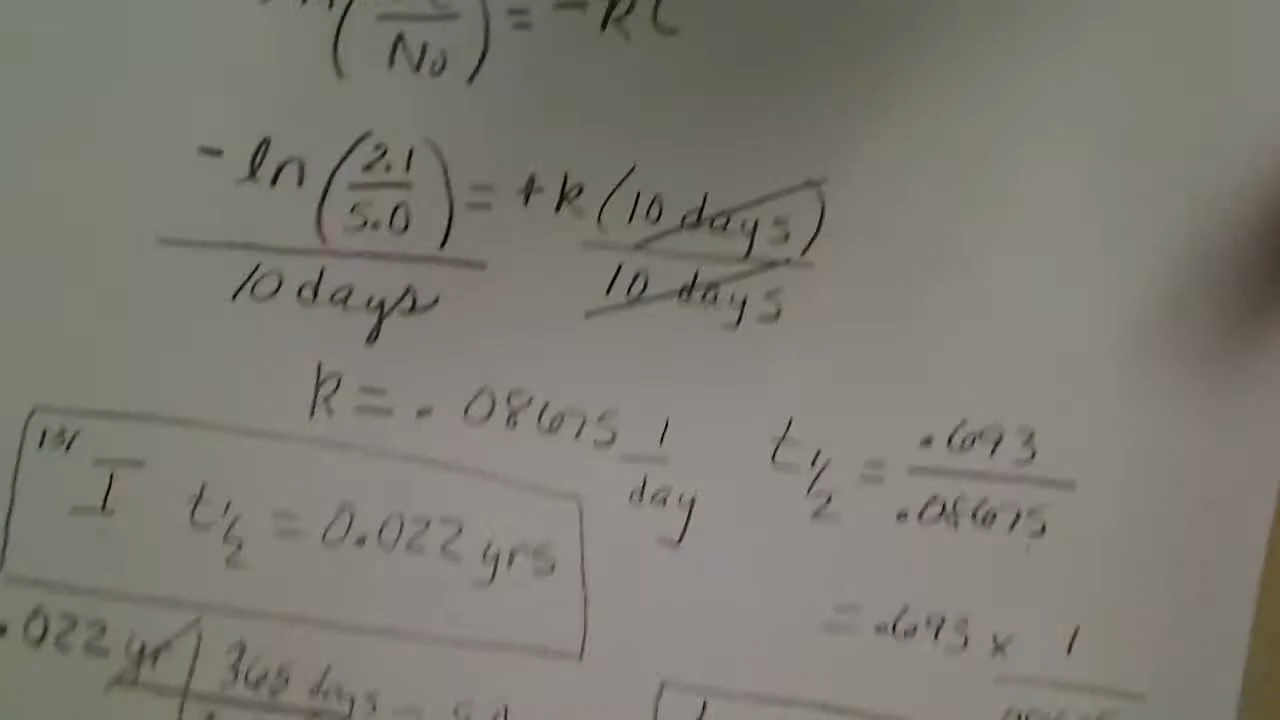 (/N₀) = -kt
-ln(2.1/5.0) = +k(10 days)
10 days 10 days
k = .08675 1/day
t½ = .693/.08675
¹³¹I t½ = 0.022 yrs
= .693 x 1
.022 yr | 365 days